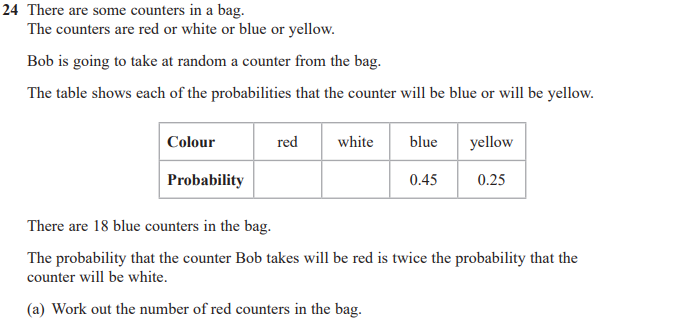 24 There are some counters in a bag.
The counters are red or white or blue or yellow.
Bob is going to take at random a counter from the bag.
The table shows each of the probabilities that the counter will be blue or will be yellow.
Colour red white blue yellow
Probability 0.45 0.25
There are 18 blue counters in the bag.
The probability that the counter Bob takes will be red is twice the probability that the
counter will be white.
(a) Work out the number of red counters in the bag.